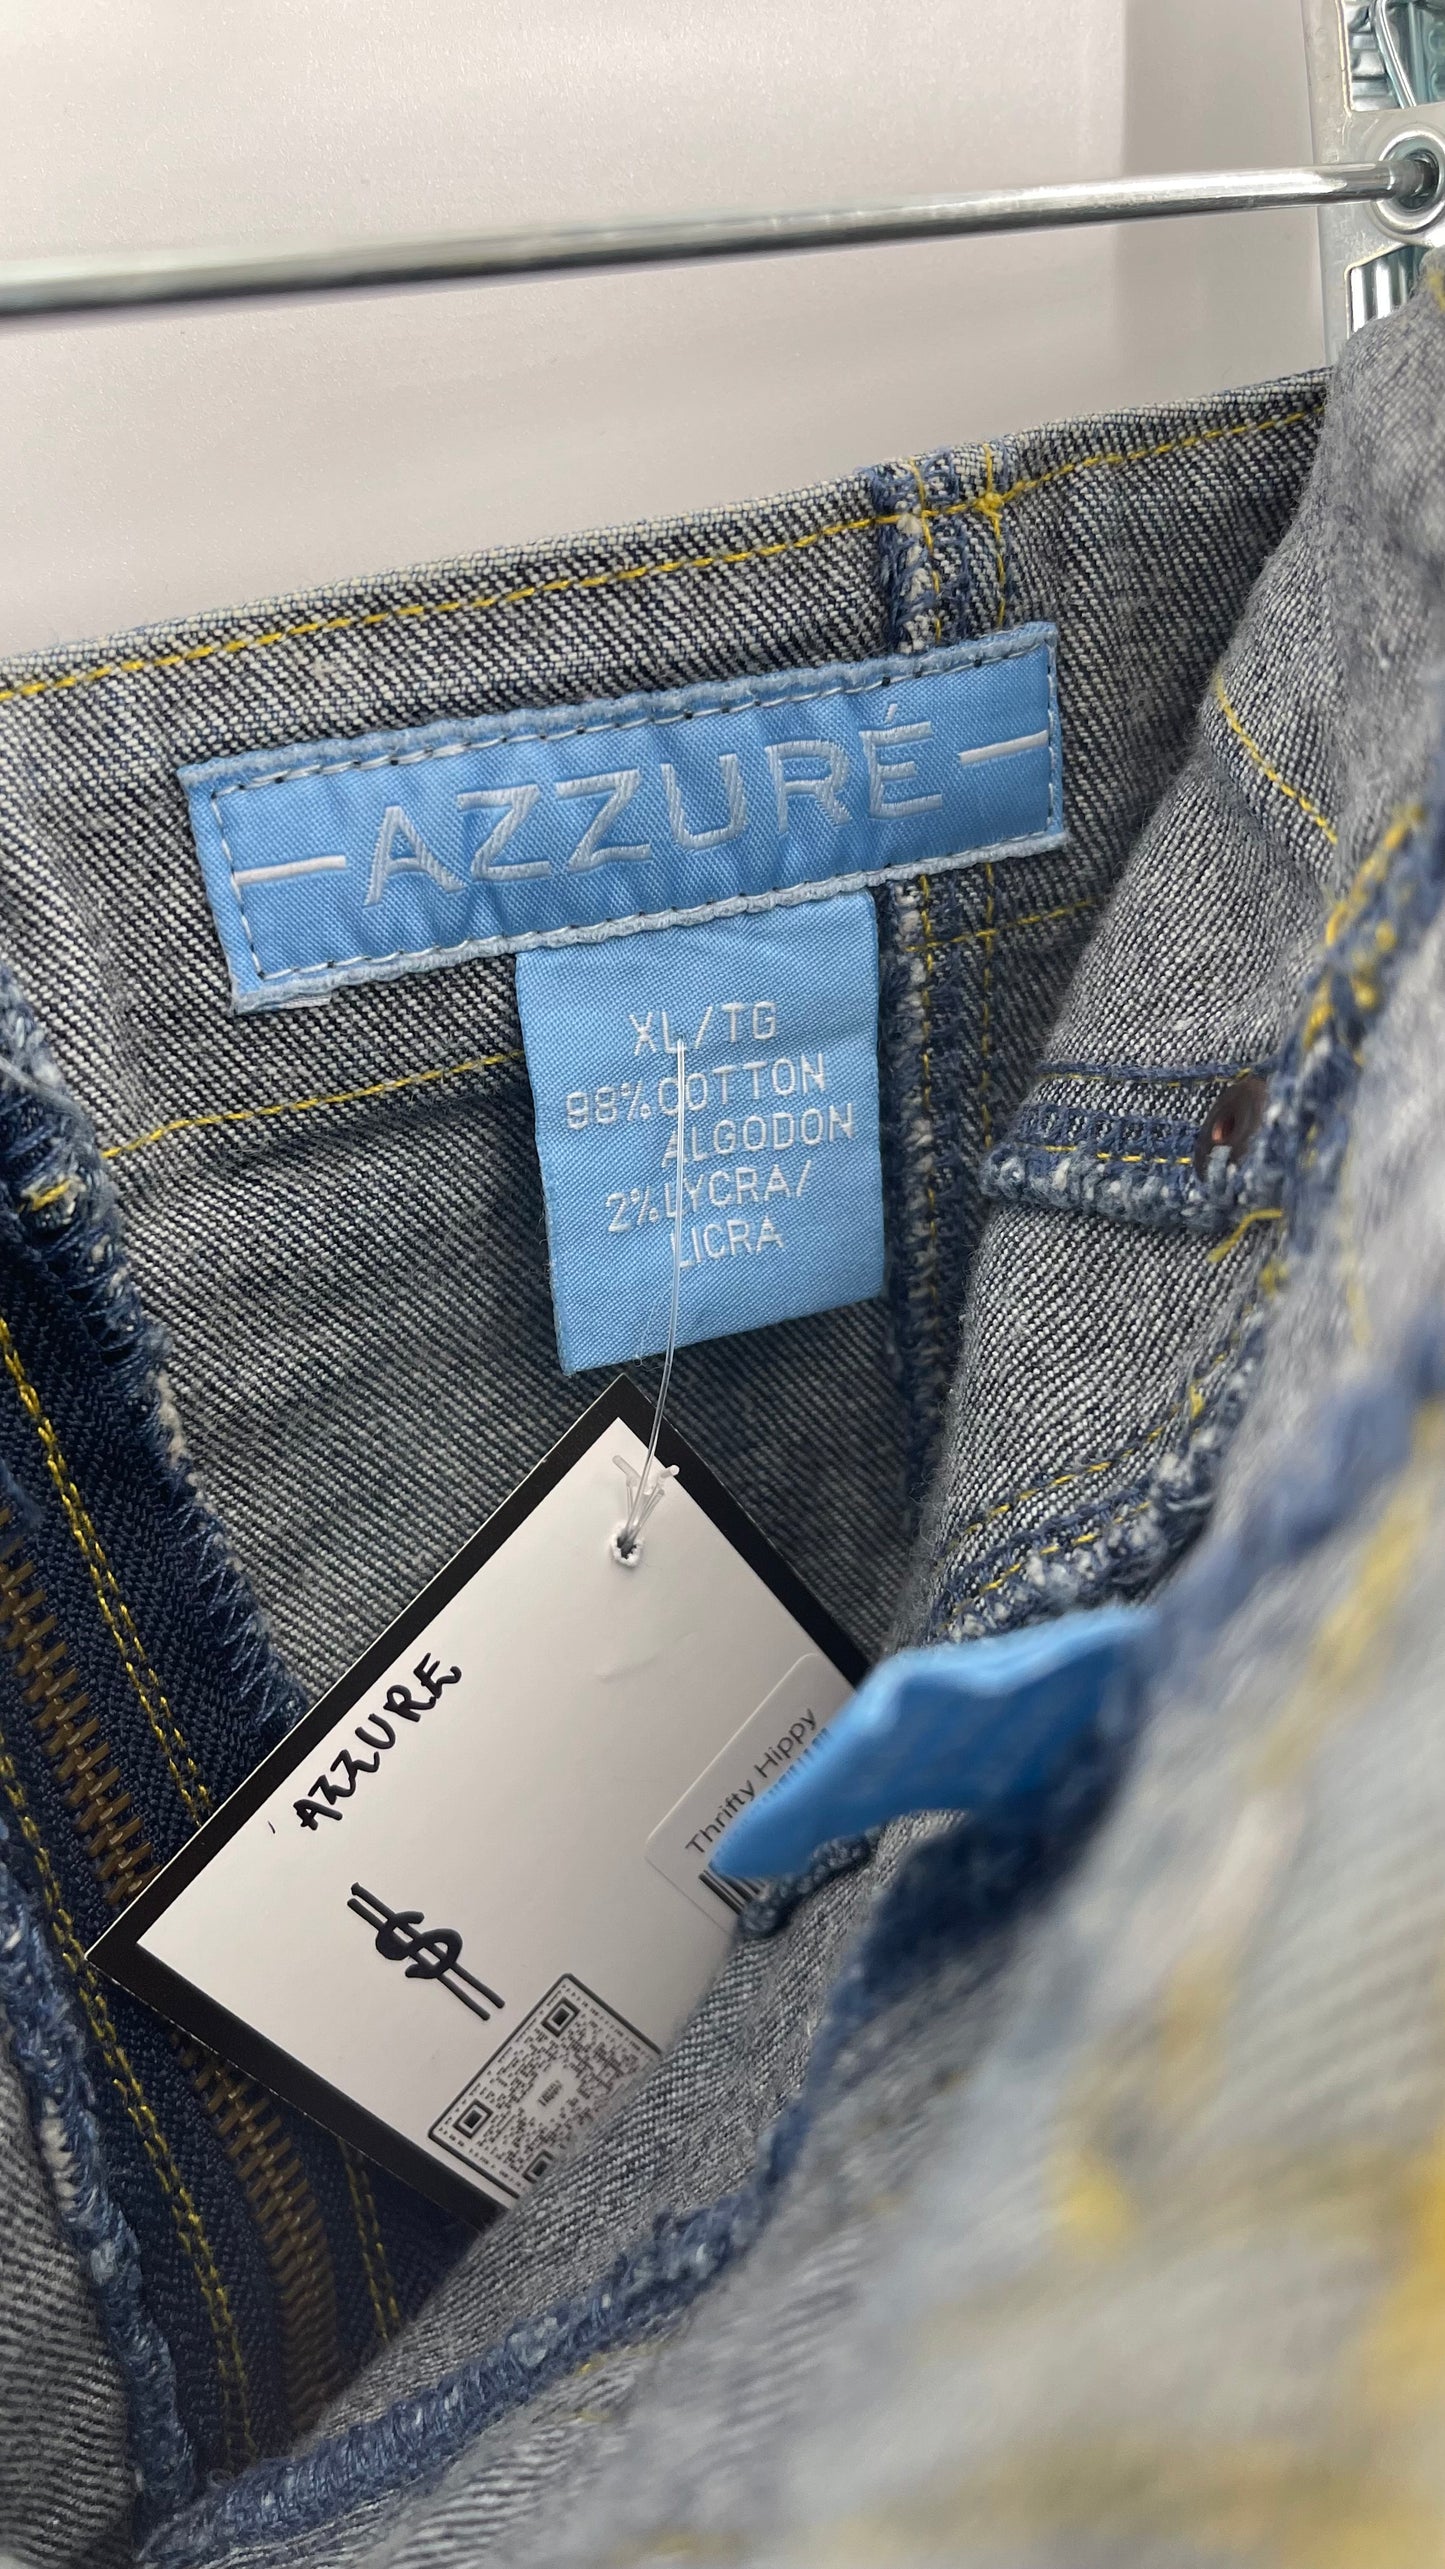 AZZURÉ
XL/TG
98% COTTON
ALGODON
2% LYCRA/
LICRA
AZZURE
$
Thrifty Hippy